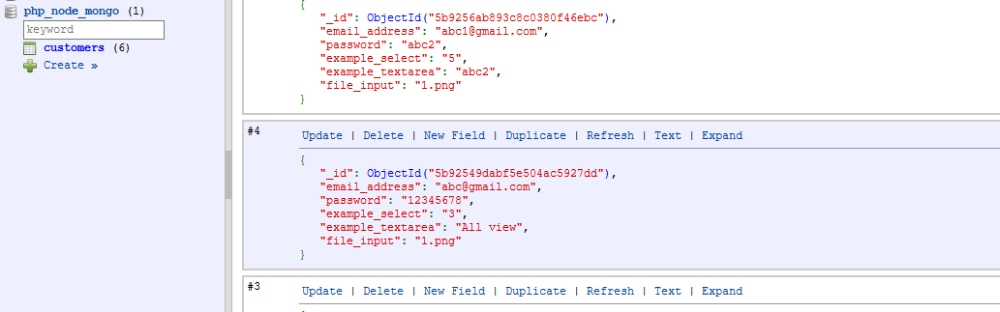 php_node_mongo (1)
keyword
customers (6)
Create »
{
"_id": ObjectId("5b9256ab893c8c0380f46ebc"),
"email_address": "abc1@gmail.com",
"password": "abc2",
"example_select": "5",
"example_textarea": "abc2",
"file_input": "1.png"
}
#4
Update | Delete | New Field | Duplicate | Refresh | Text | Expand
{
"_id": ObjectId("5b92549dabf5e504ac5927dd"),
"email_address": "abc@gmail.com",
"password": "12345678",
"example_select": "3",
"example_textarea": "All view",
"file_input": "1.png"
}
#3
Update | Delete | New Field | Duplicate | Refresh | Text | Expand